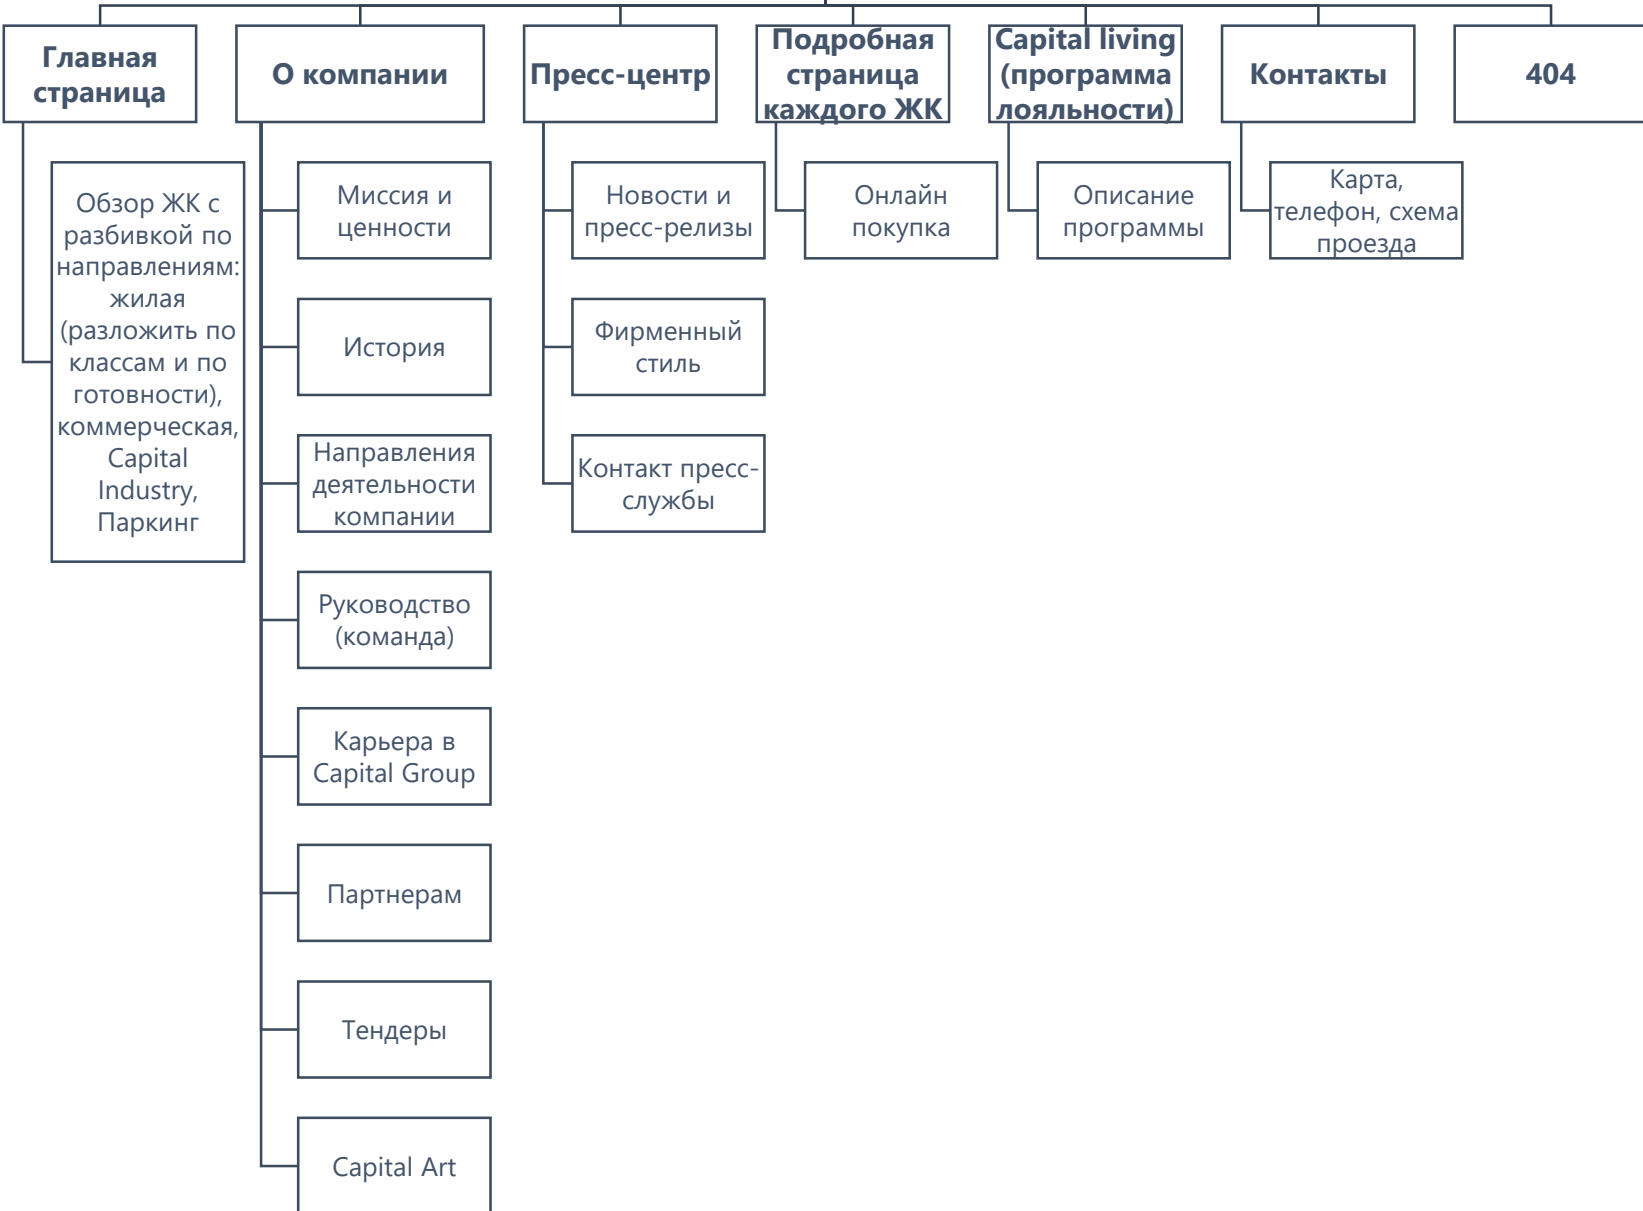 Главная
страница
О компании
Пресс-центр
Подробная
страница
каждого ЖК
Capital living
(программа
лояльности)
Контакты
404
Обзор ЖК с
разбивкой по
направлениям:
жилая
(разложить по
классам и по
готовности),
коммерческая,
Capital
Industry,
Паркинг
Миссия и
ценности
История
Направления
деятельности
компании
Руководство
(команда)
Карьера в
Capital Group
Партнерам
Тендеры
Capital Art
Новости и
пресс-релизы
Фирменный
стиль
Контакт пресс-
службы
Онлайн
покупка
Описание
программы
Карта,
телефон, схема
проезда